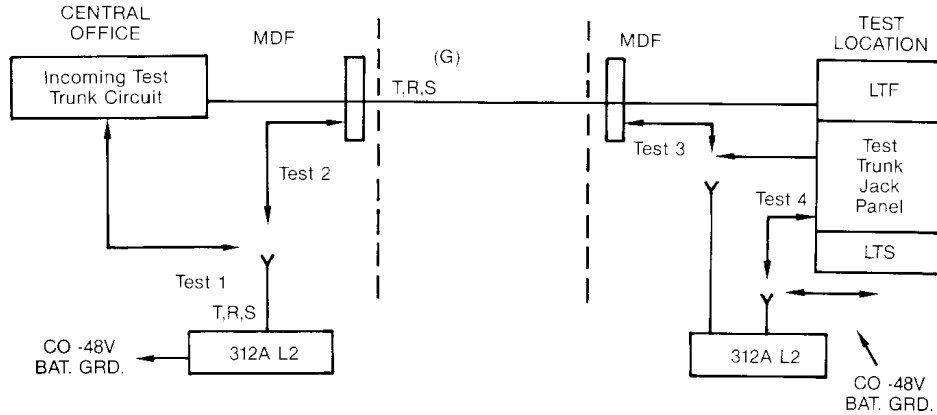 CENTRAL
OFFICE
MDF
(G)
MDF
TEST
LOCATION
Incoming Test
Trunk Circuit
T,R,S
LTF
Test 2
Test 3
Test
Trunk
Jack
Panel
Test 4
LTS
Test 1
T,R,S
CO -48V
BAT. GRD.
312A L2
312A L2
CO -48V
BAT. GRD.